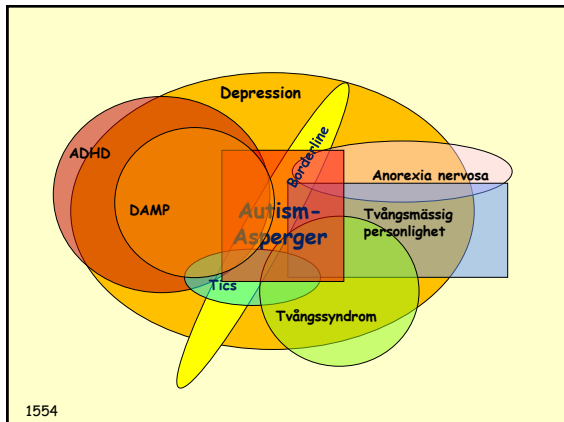 Depression
ADHD
Borderline
Anorexia nervosa
DAMP
Autism-
Asperger
Tvångsmässig
personlighet
Tics
Tvångssyndrom
1554